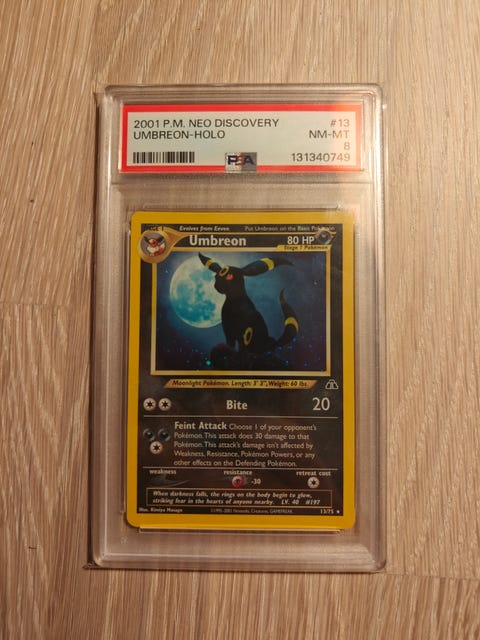 2001 P.M. NEO DISCOVERY #13
UMBREON-HOLO NM-MT
8
PSA 131340749
Evolves from Eevee Put Umbreon on the Basic Pokémon
Umbreon 80 HP
Stage 1 Pokémon
Moonlight Pokémon. Length: 3' 3", Weight: 60 lbs.
Bite 20
Feint Attack Choose 1 of your opponent's
Pokémon. This attack does 30 damage to that
Pokémon. This attack's damage isn't affected by
Weakness, Resistance, Pokémon Powers, or any
other effects on the Defending Pokémon.
weakness resistance retreat cost
-30
When darkness falls, the rings on the body begin to glow,
striking fear in the hearts of anyone nearby. LV. 40 #197
Illus. Kimiya Masago ©1995, 2001 Nintendo, Creatures, GAMEFREAK. 13/75 ★